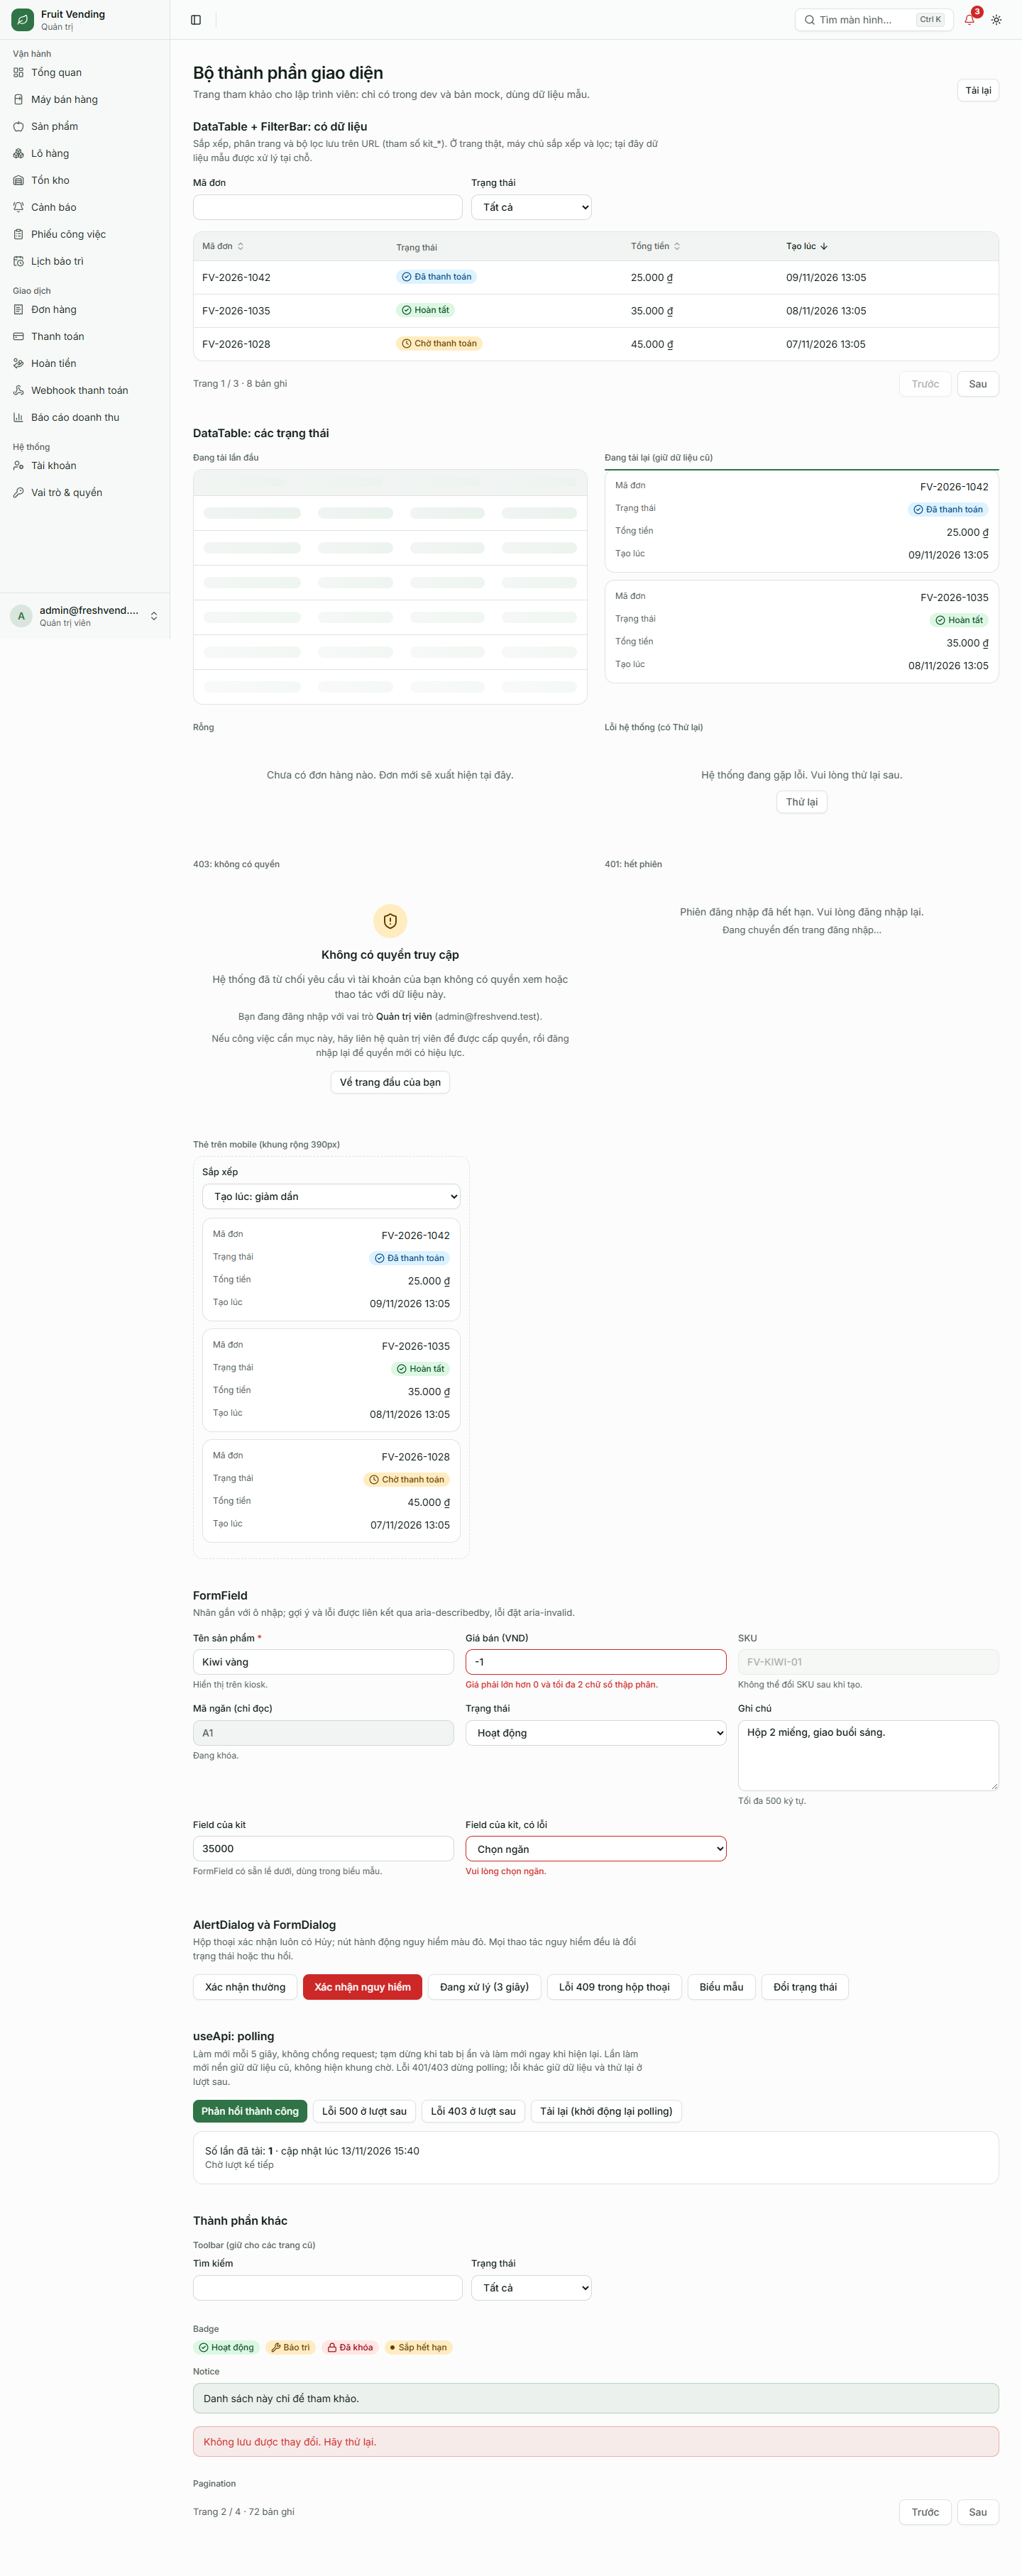 Fruit Vending
Quản trị
Tìm màn hình...
Ctrl K
3
Vận hành
Tổng quan
Máy bán hàng
Sản phẩm
Lô hàng
Tồn kho
Cảnh báo
Phiếu công việc
Lịch bảo trì
Giao dịch
Đơn hàng
Thanh toán
Hoàn tiền
Webhook thanh toán
Báo cáo doanh thu
Hệ thống
Tài khoản
Vai trò & quyền
A
admin@freshvend....
Quản trị viên
Bộ thành phần giao diện
Trang tham khảo cho lập trình viên: chỉ có trong dev và bản mock, dùng dữ liệu mẫu.
Tải lại
DataTable + FilterBar: có dữ liệu
Sắp xếp, phân trang và bộ lọc lưu trên URL (tham số kit_*). Ở trang thật, máy chủ sắp xếp và lọc; tại đây dữ
liệu mẫu được xử lý tại chỗ.
Mã đơn
Trạng thái
Tất cả
Mã đơn Trạng thái Tổng tiền Tạo lúc
FV-2026-1042 Đã thanh toán 25.000 ₫ 09/11/2026 13:05
FV-2026-1035 Hoàn tất 35.000 ₫ 08/11/2026 13:05
FV-2026-1028 Chờ thanh toán 45.000 ₫ 07/11/2026 13:05
Trang 1 / 3 · 8 bản ghi
Trước
Sau
DataTable: các trạng thái
Đang tải lần đầu
Đang tải lại (giữ dữ liệu cũ)
Mã đơn FV-2026-1042
Trạng thái Đã thanh toán
Tổng tiền 25.000 ₫
Tạo lúc 09/11/2026 13:05
Mã đơn FV-2026-1035
Trạng thái Hoàn tất
Tổng tiền 35.000 ₫
Tạo lúc 08/11/2026 13:05
Rỗng
Chưa có đơn hàng nào. Đơn mới sẽ xuất hiện tại đây.
Lỗi hệ thống (có Thử lại)
Hệ thống đang gặp lỗi. Vui lòng thử lại sau.
Thử lại
403: không có quyền
Không có quyền truy cập
Hệ thống đã từ chối yêu cầu vì tài khoản của bạn không có quyền xem hoặc
thao tác với dữ liệu này.
Bạn đang đăng nhập với vai trò Quản trị viên (admin@freshvend.test).
Nếu công việc cần mục này, hãy liên hệ quản trị viên để được cấp quyền, rồi đăng
nhập lại để quyền mới có hiệu lực.
Về trang đầu của bạn
401: hết phiên
Phiên đăng nhập đã hết hạn. Vui lòng đăng nhập lại.
Đang chuyển đến trang đăng nhập...
Thẻ trên mobile (khung rộng 390px)
Sắp xếp
Tạo lúc: giảm dần
Mã đơn FV-2026-1042
Trạng thái Đã thanh toán
Tổng tiền 25.000 ₫
Tạo lúc 09/11/2026 13:05
Mã đơn FV-2026-1035
Trạng thái Hoàn tất
Tổng tiền 35.000 ₫
Tạo lúc 08/11/2026 13:05
Mã đơn FV-2026-1028
Trạng thái Chờ thanh toán
Tổng tiền 45.000 ₫
Tạo lúc 07/11/2026 13:05
FormField
Nhãn gắn với ô nhập; gợi ý và lỗi được liên kết qua aria-describedby, lỗi đặt aria-invalid.
Tên sản phẩm *
Kiwi vàng
Hiển thị trên kiosk.
Giá bán (VND)
-1
Giá phải lớn hơn 0 và tối đa 2 chữ số thập phân.
SKU
FV-KIWI-01
Không thể đổi SKU sau khi tạo.
Mã ngăn (chỉ đọc)
A1
Đang khóa.
Trạng thái
Hoạt động
Ghi chú
Hộp 2 miếng, giao buổi sáng.
Tối đa 500 ký tự.
Field của kit
35000
FormField có sẵn lề dưới, dùng trong biểu mẫu.
Field của kit, có lỗi
Chọn ngăn
Vui lòng chọn ngăn.
AlertDialog và FormDialog
Hộp thoại xác nhận luôn có Hủy; nút hành động nguy hiểm màu đỏ. Mọi thao tác nguy hiểm đều là đổi
trạng thái hoặc thu hồi.
Xác nhận thường
Xác nhận nguy hiểm
Đang xử lý (3 giây)
Lỗi 409 trong hộp thoại
Biểu mẫu
Đổi trạng thái
useApi: polling
Làm mới mỗi 5 giây, không chồng request; tạm dừng khi tab bị ẩn và làm mới ngay khi hiện lại. Lần làm
mới nền giữ dữ liệu cũ, không hiện khung chờ. Lỗi 401/403 dừng polling; lỗi khác giữ dữ liệu và thử lại ở
lượt sau.
Phản hồi thành công
Lỗi 500 ở lượt sau
Lỗi 403 ở lượt sau
Tải lại (khởi động lại polling)
Số lần đã tải: 1 · cập nhật lúc 13/11/2026 15:40
Chờ lượt kế tiếp
Thành phần khác
Toolbar (giữ cho các trang cũ)
Tìm kiếm
Trạng thái
Tất cả
Badge
Hoạt động
Bảo trì
Đã khóa
Sắp hết hạn
Notice
Danh sách này chỉ để tham khảo.
Không lưu được thay đổi. Hãy thử lại.
Pagination
Trang 2 / 4 · 72 bản ghi
Trước
Sau